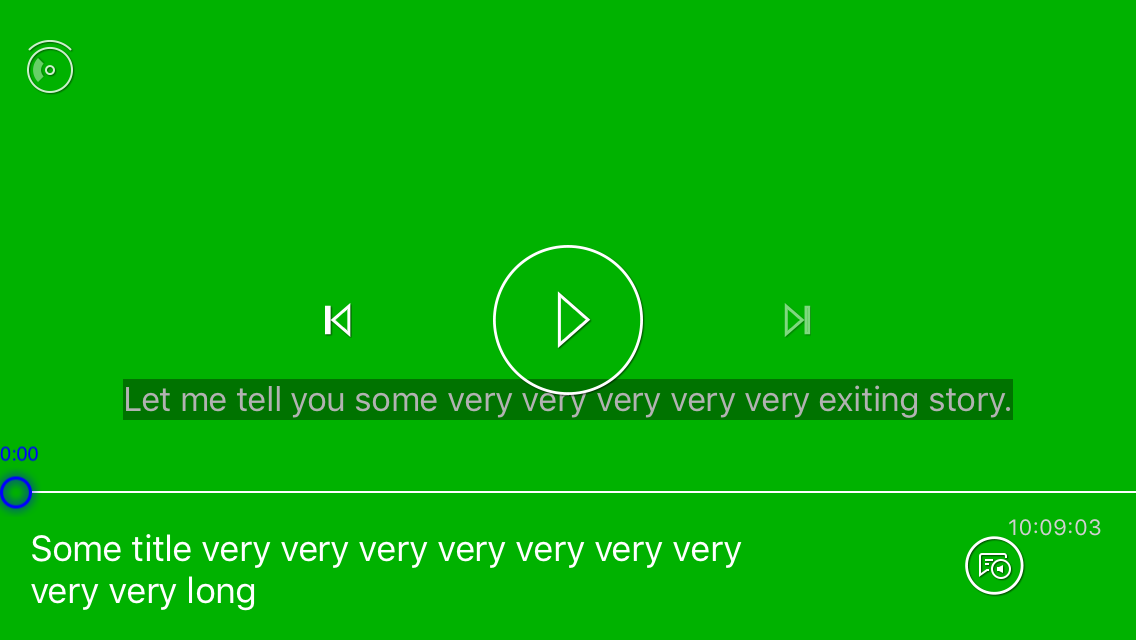 Let me tell you some very very very very very exiting story.
0:00
10:09:03
Some title very very very very very very very
very very long